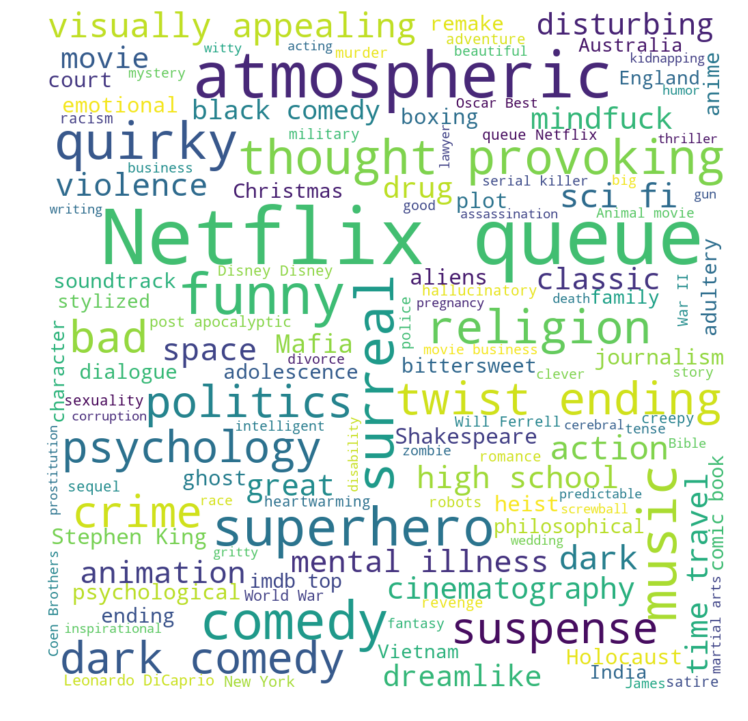 visually appealing
remake
disturbing
adventure
witty
acting
murder
beautiful
Australia
movie
atmospheric
kidnapping
anime
court
mystery
England
humor
emotional
black comedy
boxing
Oscar Best
mindfuck
racism
quirky
military
lawyer
queue Netflix
thriller
thought provoking
business
violence
Christmas
drug
serial killer
big
sci fi
gun
plot
writing
good
assassination
Animal movie
Netflix queue
soundtrack
Disney Disney
funny
surreal
aliens
hallucinatory
classic
adultery
stylized
pregnancy
death
family
War II
post apocalyptic
police
religion
bad
space
Mafia
movie business
journalism
character
divorce
bittersweet
clever
story
dialogue
adolescence
sexuality
politics
twist ending
corruption
intelligent
disability
Will Ferrell
cerebral
tense
creepy
psychology
Shakespeare
zombie
romance
action
Bible
prostitution
sequel
ghost
great
heartwarming
high school
predictable
music
time travel
comic book
crime
race
robots
heist
screwball
superhero
philosophical
Stephen King
wedding
gritty
mental illness
dark
Coen Brothers
animation
imdb top
psychological
World War
cinematography
martial arts
revenge
ending
comedy
fantasy
suspense
inspirational
dark comedy
Vietnam
Holocaust
India
dreamlike
Leonardo DiCaprio
New York
James
satire